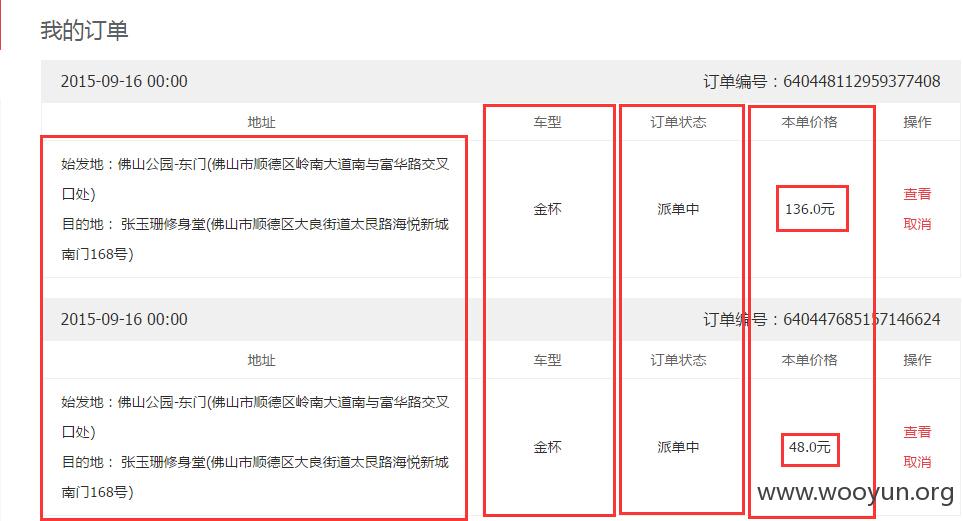 我的订单
2015-09-16 00:00 订单编号：640448112959377408
地址 车型 订单状态 本单价格 操作
始发地：佛山公园-东门(佛山市顺德区岭南大道南与富华路交叉
口处)
目的地： 张玉珊修身堂(佛山市顺德区大良街道太艮路海悦新城
南门168号)
金杯 派单中 136.0元 查看
取消
2015-09-16 00:00 订单编号：640447685157146624
地址 车型 订单状态 本单价格 操作
始发地：佛山公园-东门(佛山市顺德区岭南大道南与富华路交叉
口处)
目的地： 张玉珊修身堂(佛山市顺德区大良街道太艮路海悦新城
南门168号)
金杯 派单中 48.0元 查看
取消
www.wooyun.org